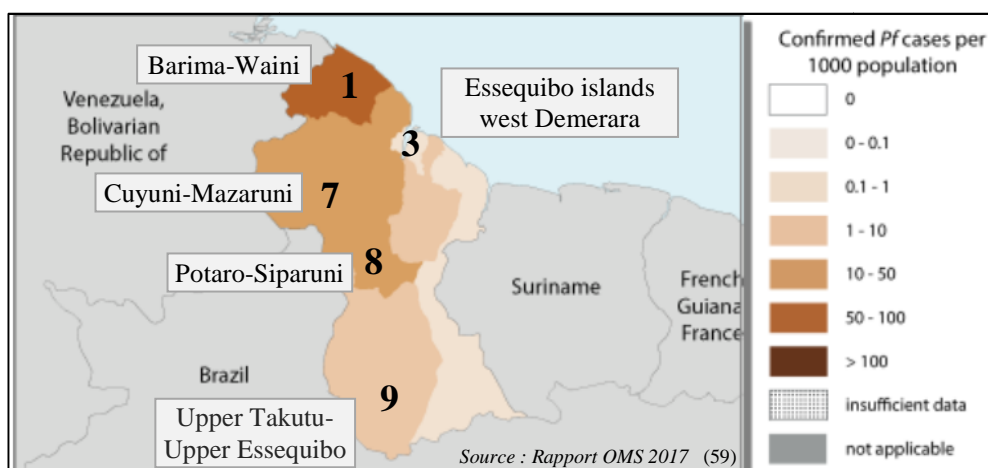 Barima-Waini
1
Venezuela,
Bolivarian
Republic of
Essequibo islands
west Demerara
3
Cuyuni-Mazaruni
7
Potaro-Siparuni
8
Suriname
French
Guiana
France
Brazil
9
Upper Takutu-
Upper Essequibo
Source : Rapport OMS 2017 (59)
Confirmed Pf cases per
1000 population
0
0 - 0.1
0.1 - 1
1 - 10
10 - 50
50 - 100
> 100
insufficient data
not applicable